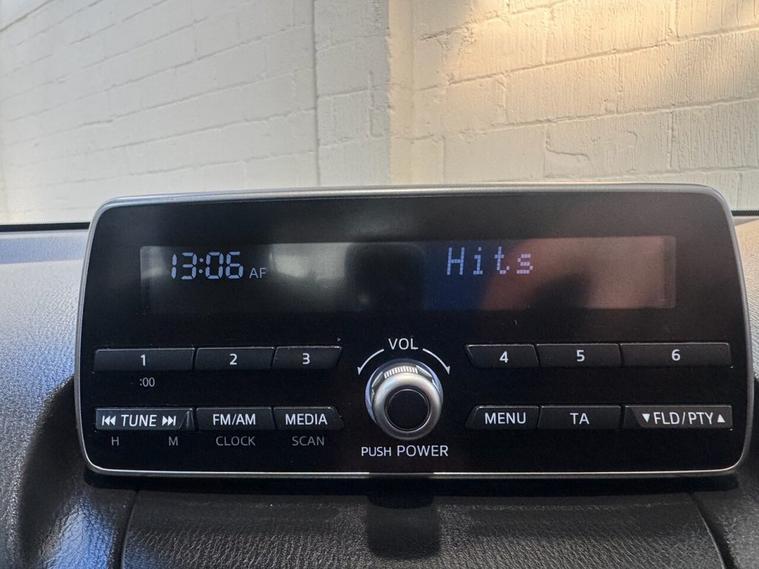 13:06 AF Hits
VOL
1 2 3 4 5 6
:00
TUNE FM/AM MEDIA MENU TA ▼FLD/PTY▲
H M CLOCK SCAN
PUSH POWER